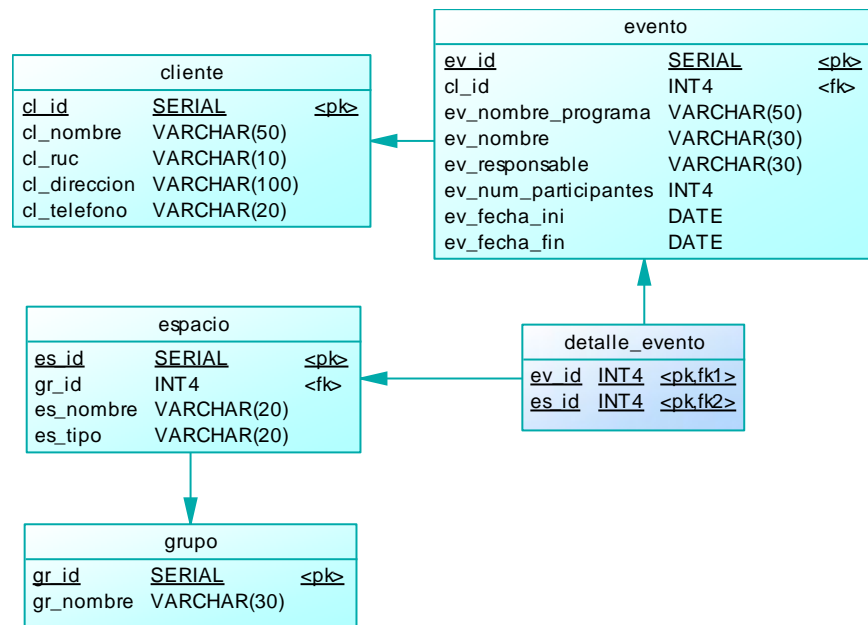 cliente
cl_id SERIAL <pk>
cl_nombre VARCHAR(50)
cl_ruc VARCHAR(10)
cl_direccion VARCHAR(100)
cl_telefono VARCHAR(20)
evento
ev_id SERIAL <pk>
cl_id INT4 <fk>
ev_nombre_programa VARCHAR(50)
ev_nombre VARCHAR(30)
ev_responsable VARCHAR(30)
ev_num_participantes INT4
ev_fecha_ini DATE
ev_fecha_fin DATE
espacio
es_id SERIAL <pk>
gr_id INT4 <fk>
es_nombre VARCHAR(20)
es_tipo VARCHAR(20)
detalle_evento
ev_id INT4 <pk,fk1>
es_id INT4 <pk,fk2>
grupo
gr_id SERIAL <pk>
gr_nombre VARCHAR(30)